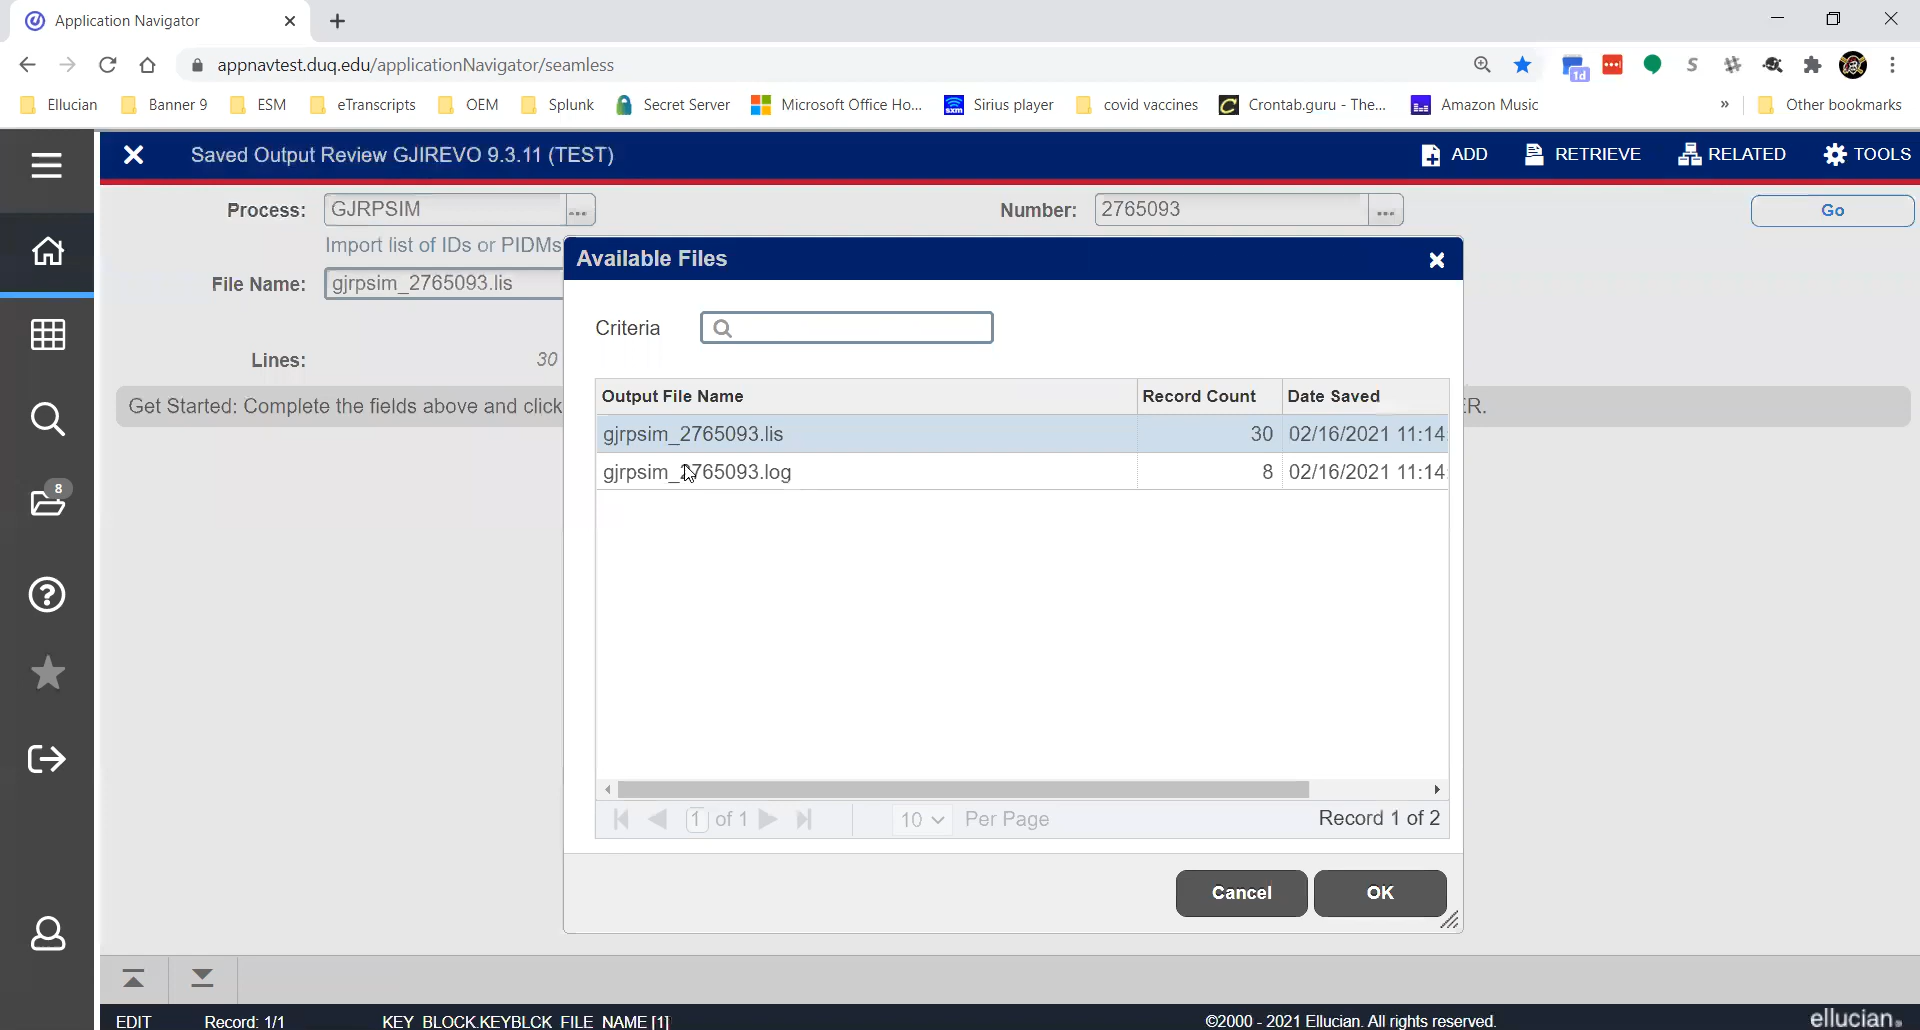 Application Navigator
appnavtest.duq.edu/applicationNavigator/seamless
1d
S
Ellucian Banner 9 ESM eTranscripts OEM Splunk Secret Server Microsoft Office Ho... Sirius player covid vaccines Crontab.guru - The... Amazon Music » Other bookmarks
Saved Output Review GJIREVO 9.3.11 (TEST) ADD RETRIEVE RELATED TOOLS
Process: GJRPSIM ... Number: 2765093 ... Go
Import list of IDs or PIDMs
File Name: gjrpsim_2765093.lis
Lines: 30
Get Started: Complete the fields above and click ER.
8
Available Files
Criteria
Output File Name Record Count Date Saved
gjrpsim_2765093.lis 30 02/16/2021 11:14:
gjrpsim_2765093.log 8 02/16/2021 11:14:
1 of 1 10 Per Page Record 1 of 2
Cancel OK
EDIT Record: 1/1 KEY_BLOCK.KEYBLCK_FILE_NAME [1] ©2000 - 2021 Ellucian. All rights reserved. ellucian.